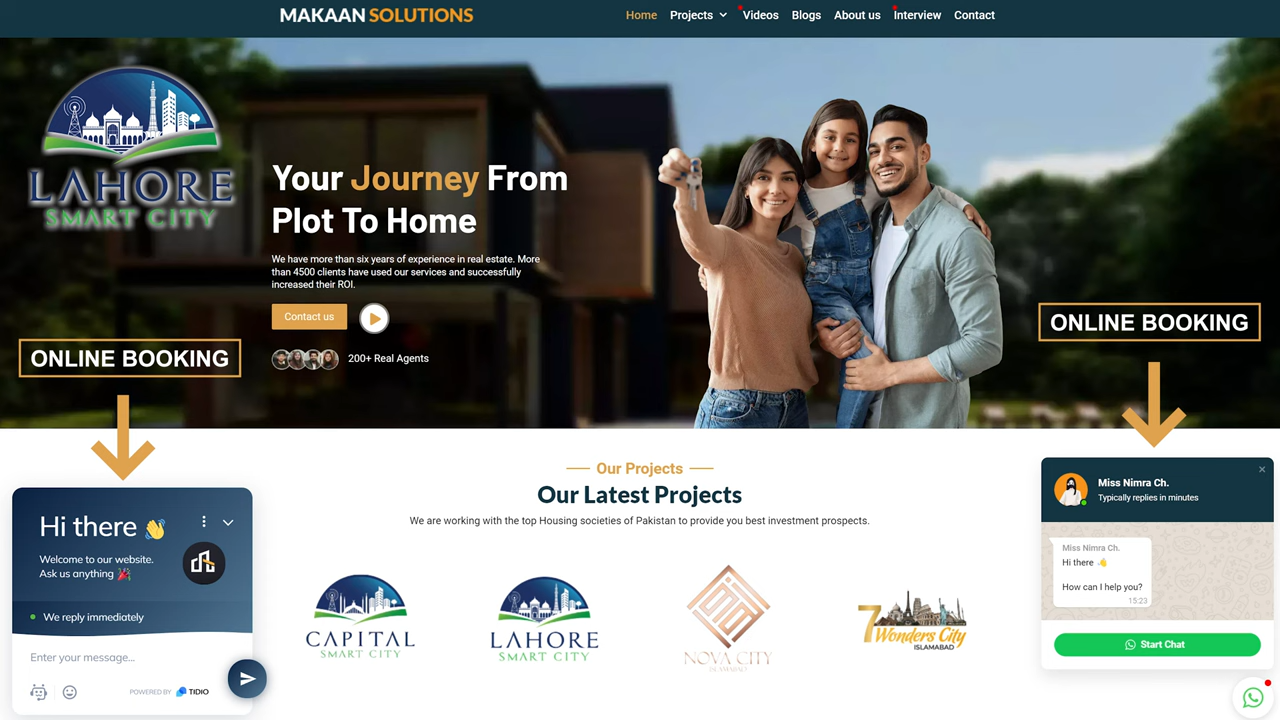 MAKAAN SOLUTIONS
Home Projects Videos Blogs About us Interview Contact
LAHORE
SMART CITY
Your Journey From
Plot To Home
We have more than six years of experience in real estate. More
than 4500 clients have used our services and successfully
increased their ROI.
Contact us
200+ Real Agents
ONLINE BOOKING
ONLINE BOOKING
Our Projects
Our Latest Projects
We are working with the top Housing societies of Pakistan to provide you best investment prospects.
CAPITAL
SMART CITY
LAHORE
SMART CITY
NOVA CITY
ISLAMABAD
7 Wonders City
ISLAMABAD
Hi there
Welcome to our website.
Ask us anything
We reply immediately
Enter your message...
POWERED BY TIDIO
Miss Nimra Ch.
Typically replies in minutes
Miss Nimra Ch.
Hi there
How can I help you?
15:23
Start Chat